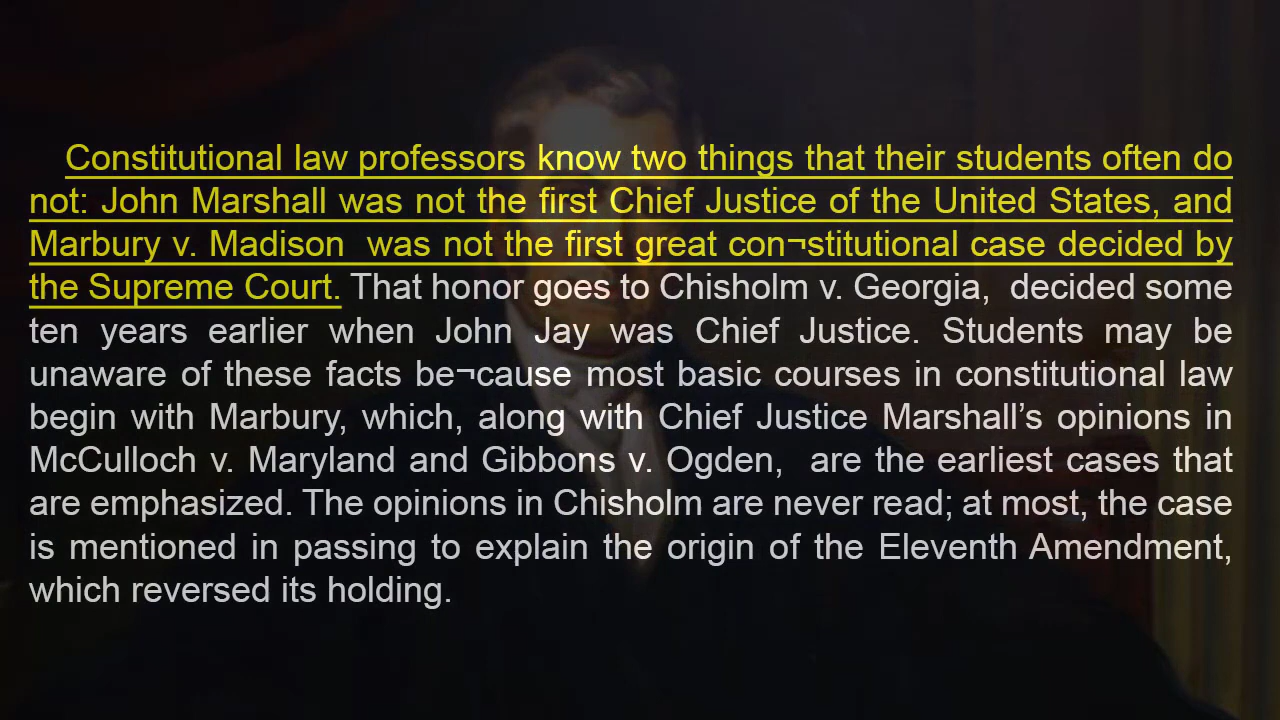 Constitutional law professors know two things that their students often do
not: John Marshall was not the first Chief Justice of the United States, and
Marbury v. Madison  was not the first great con¬stitutional case decided by
the Supreme Court. That honor goes to Chisholm v. Georgia,  decided some
ten years earlier when John Jay was Chief Justice. Students may be
unaware of these facts be¬cause most basic courses in constitutional law
begin with Marbury, which, along with Chief Justice Marshall’s opinions in
McCulloch v. Maryland and Gibbons v. Ogden,  are the earliest cases that
are emphasized. The opinions in Chisholm are never read; at most, the case
is mentioned in passing to explain the origin of the Eleventh Amendment,
which reversed its holding.